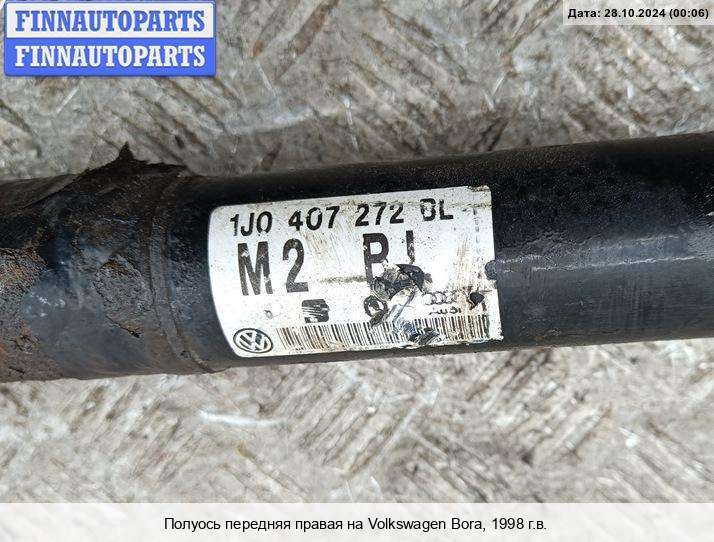 FINNAUTOPARTS
FINNAUTOPARTS
Дата: 28.10.2024 (00:06)
1J0 407 272 BL
M2
Полуось передняя правая на Volkswagen Bora, 1998 г.в.